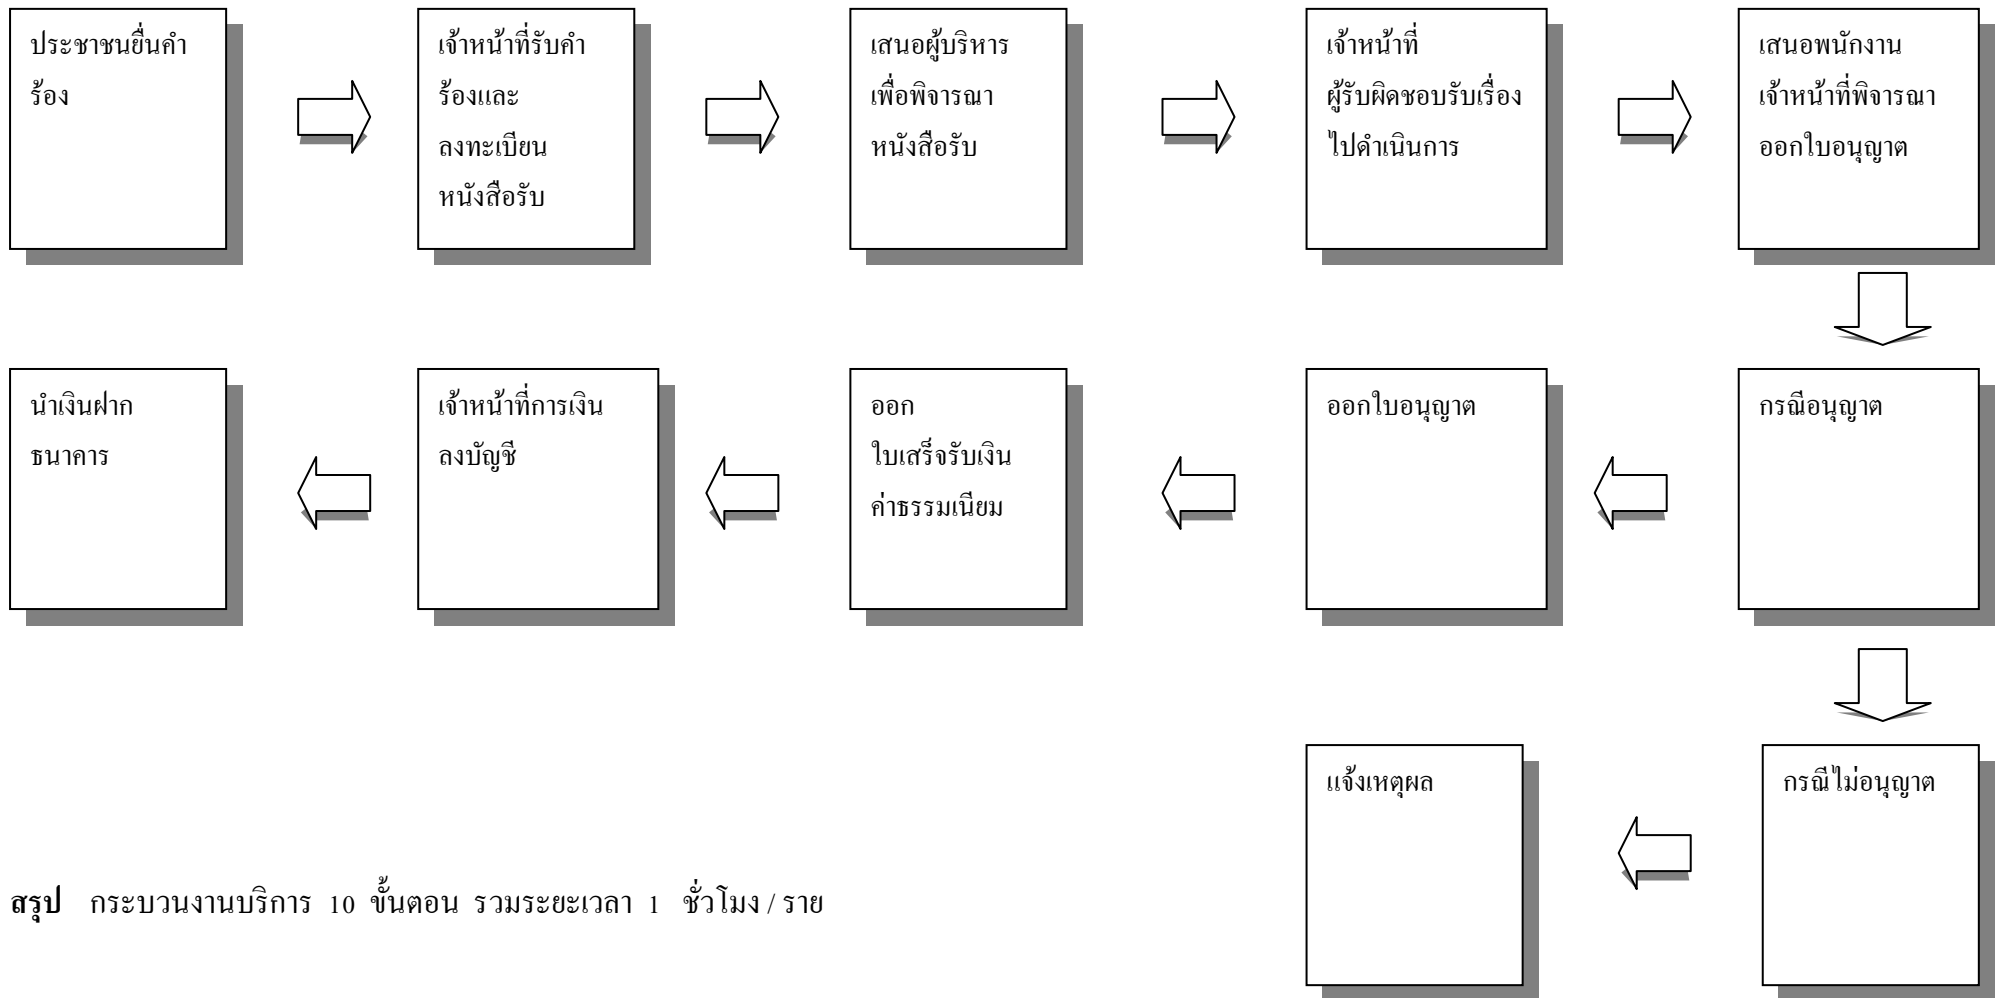 ประชาชนยื่นคำ
ร้อง
เจ้าหน้าที่รับคำ
ร้องและ
ลงทะเบียน
หนังสือรับ
เสนอผู้บริหาร
เพื่อพิจารณา
หนังสือรับ
เจ้าหน้าที่
ผู้รับผิดชอบรับเรื่อง
ไปดำเนินการ
เสนอพนักงาน
เจ้าหน้าที่พิจารณา
ออกใบอนุญาต
กรณีอนุญาต
ออกใบอนุญาต
ออก
ใบเสร็จรับเงิน
ค่าธรรมเนียม
เจ้าหน้าที่การเงิน
ลงบัญชี
นำเงินฝาก
ธนาคาร
กรณีไม่อนุญาต
แจ้งเหตุผล
สรุป กระบวนงานบริการ 10 ขั้นตอน รวมระยะเวลา 1 ชั่วโมง / ราย